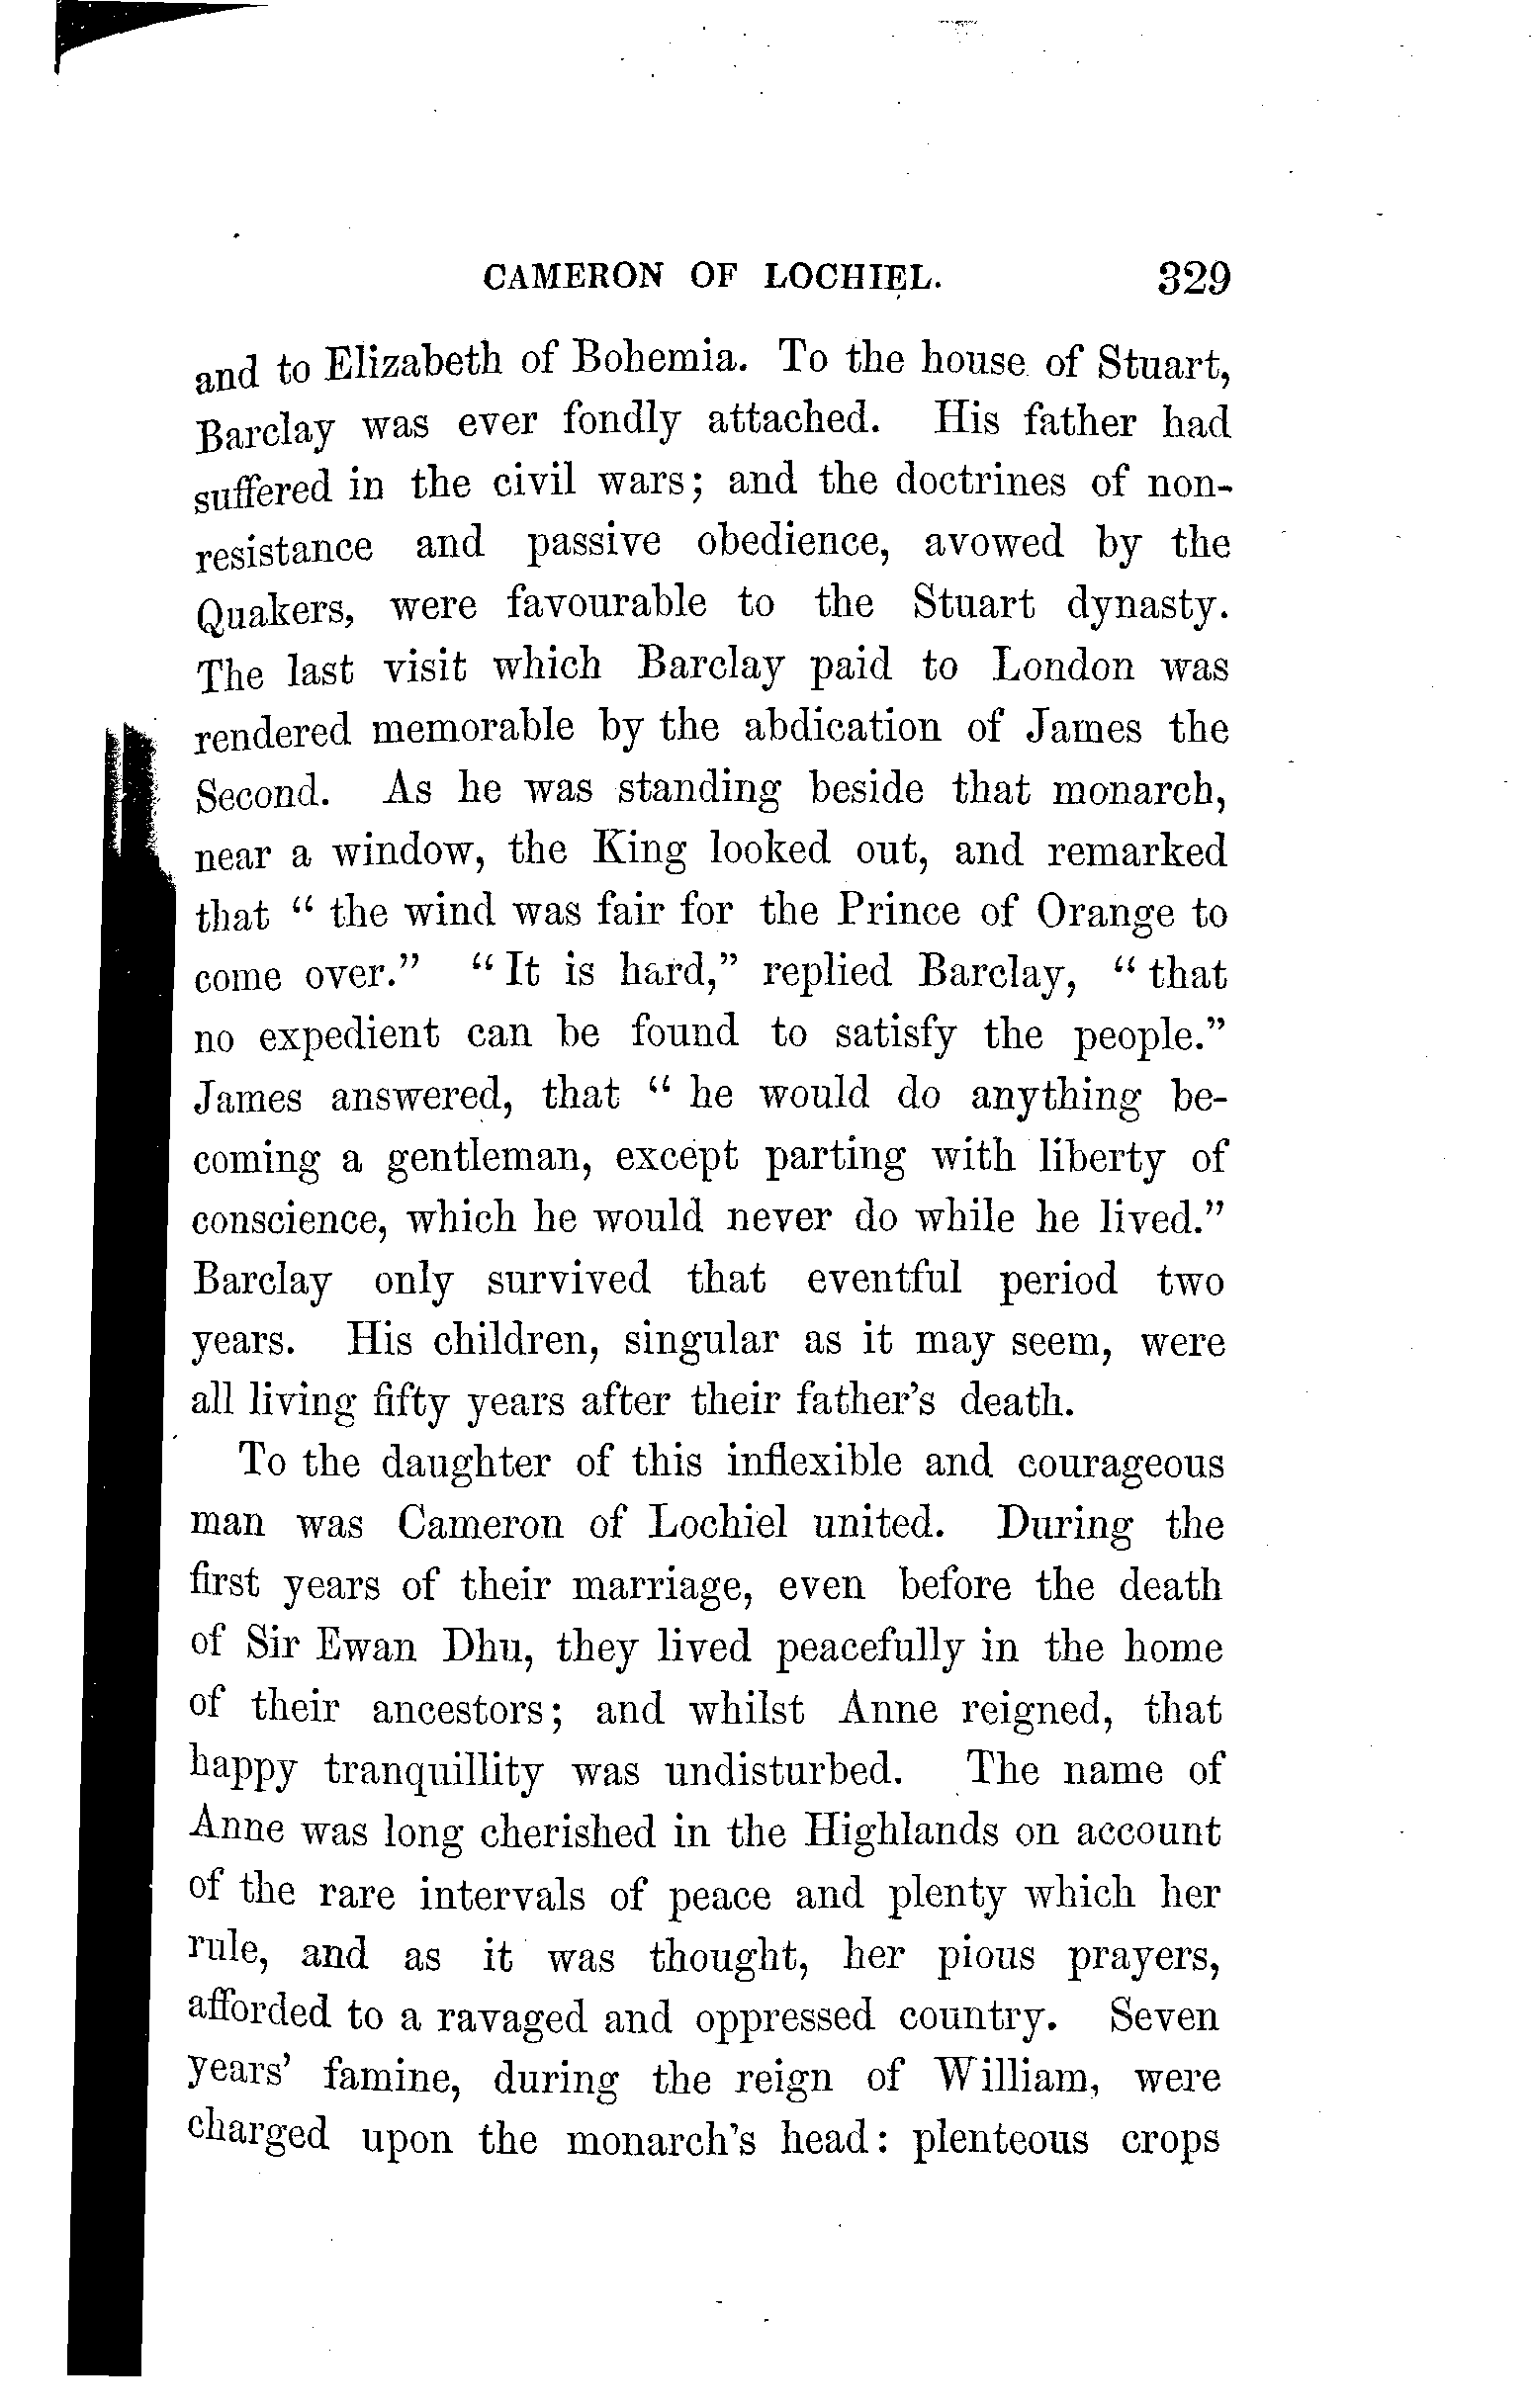 CAMERON OF LOCHIEL. 329
and to Elizabeth of Bohemia. To the house of Stuart,
Barclay was ever fondly attached. His father had
suffered in the civil wars; and the doctrines of non-
resistance and passive obedience, avowed by the
Quakers, were favourable to the Stuart dynasty.
The last visit which Barclay paid to London was
rendered memorable by the abdication of James the
Second. As he was standing beside that monarch,
near a window, the King looked out, and remarked
that “ the wind was fair for the Prince of Orange to
come over.” “It is hard,” replied Barclay, “ that
no expedient can be found to satisfy the people.”
James answered, that “ he would do anything be-
coming a gentleman, except parting with liberty of
conscience, which he would never do while he lived.”
Barclay only survived that eventful period two
years. His children, singular as it may seem, were
all living fifty years after their father’s death.
To the daughter of this inflexible and courageous
man was Cameron of Lochiel united. During the
first years of their marriage, even before the death
of Sir Ewan Dhu, they lived peacefully in the home
of their ancestors; and whilst Anne reigned, that
happy tranquillity was undisturbed. The name of
Anne was long cherished in the Highlands on account
of the rare intervals of peace and plenty which her
rule, and as it was thought, her pious prayers,
afforded to a ravaged and oppressed country. Seven
years’ famine, during the reign of William, were
charged upon the monarch’s head: plenteous crops